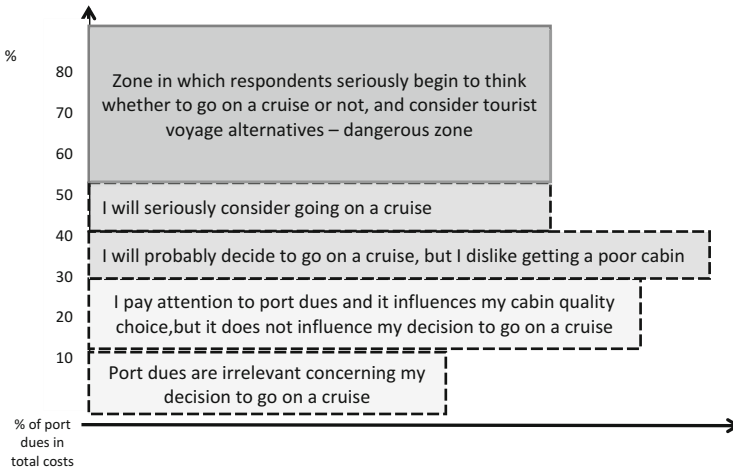 %
80
70
60
50
40
30
20
10
Zone in which respondents seriously begin to think
whether to go on a cruise or not, and consider tourist
voyage alternatives – dangerous zone
I will seriously consider going on a cruise
I will probably decide to go on a cruise, but I dislike getting a poor cabin
I pay attention to port dues and it influences my cabin quality
choice,but it does not influence my decision to go on a cruise
Port dues are irrelevant concerning my
decision to go on a cruise
% of port
dues in
total costs